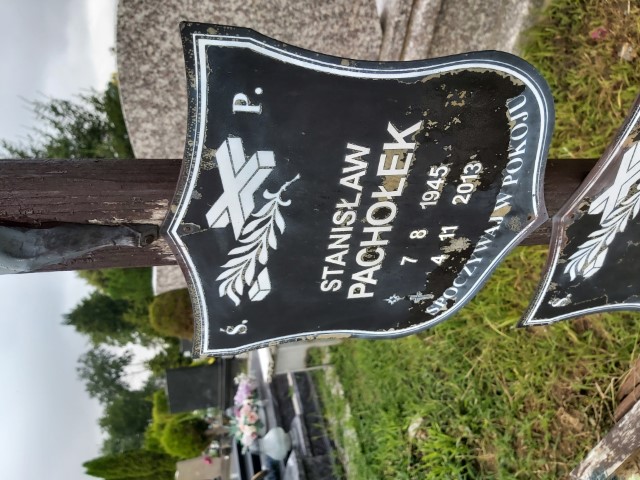 Ś. P.
STANISŁAW
PACHOŁEK
7 8 1945
4 11 2013
SPOCZYWAJ W POKOJU
Ś.